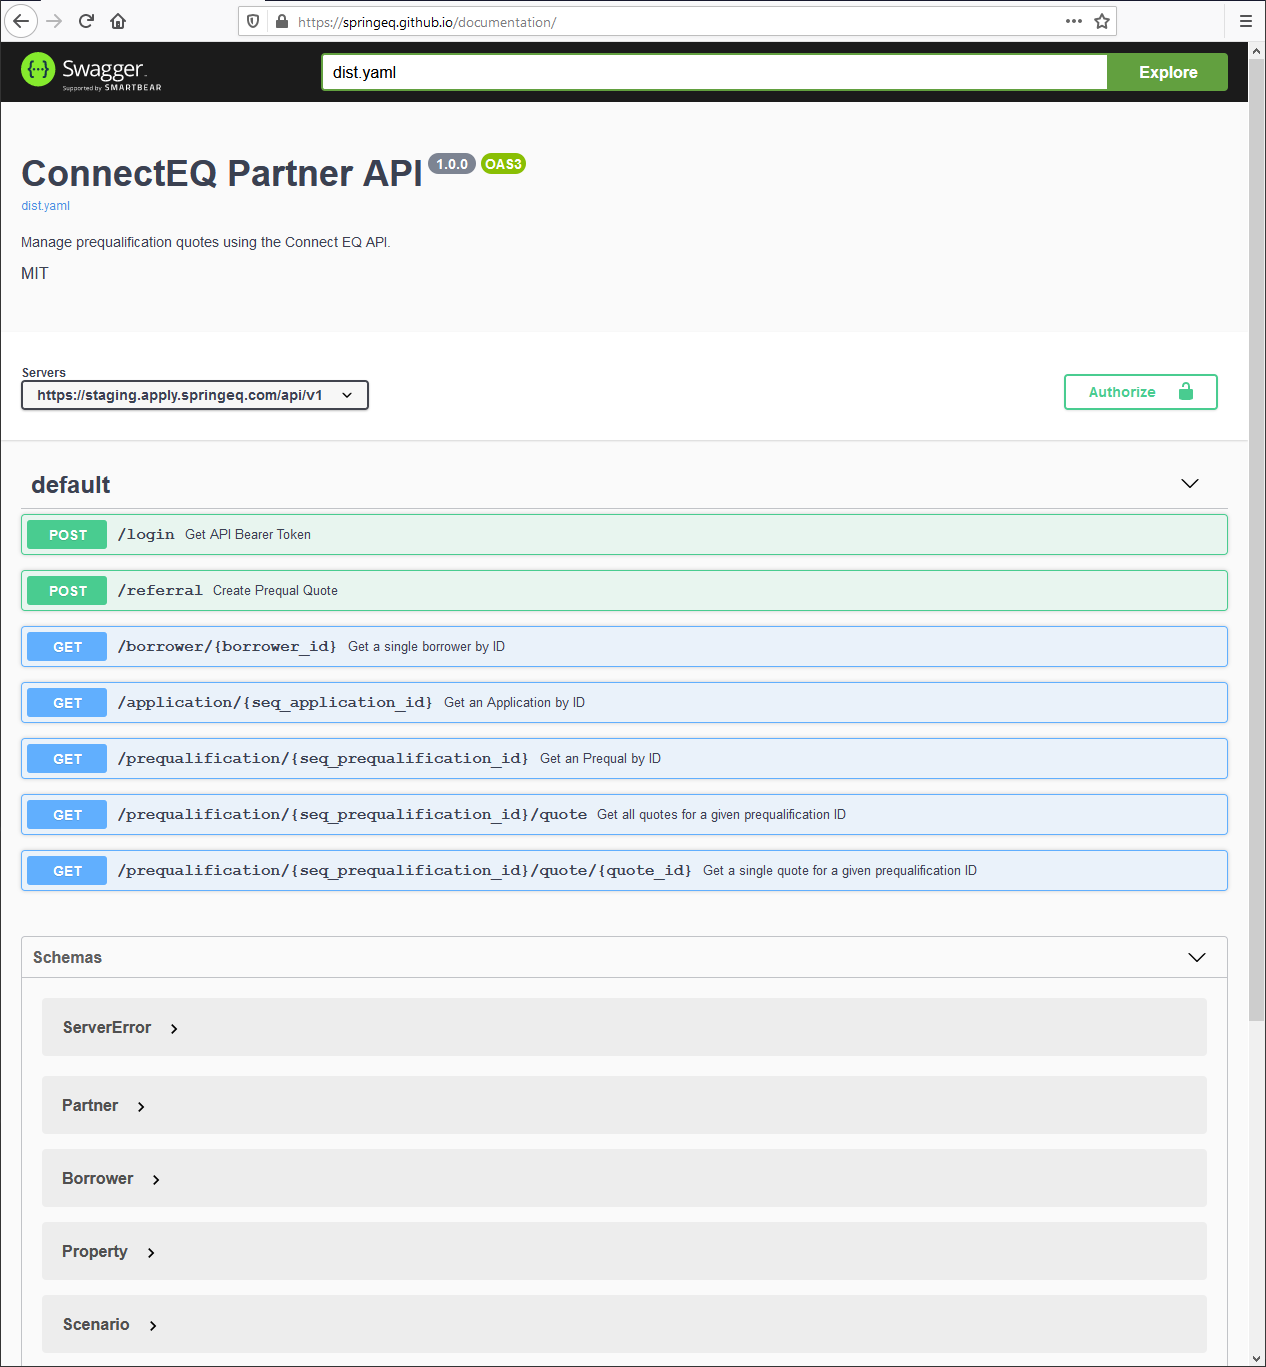 https://springeq.github.io/documentation/
Swagger
Supported by SMARTBEAR
dist.yaml
Explore
ConnectEQ Partner API 1.0.0 OAS3
dist.yaml
Manage prequalification quotes using the Connect EQ API.
MIT
Servers
https://staging.apply.springeq.com/api/v1
Authorize
default
POST /login Get API Bearer Token
POST /referral Create Prequal Quote
GET /borrower/{borrower_id} Get a single borrower by ID
GET /application/{seq_application_id} Get an Application by ID
GET /prequalification/{seq_prequalification_id} Get an Prequal by ID
GET /prequalification/{seq_prequalification_id}/quote Get all quotes for a given prequalification ID
GET /prequalification/{seq_prequalification_id}/quote/{quote_id} Get a single quote for a given prequalification ID
Schemas
ServerError
Partner
Borrower
Property
Scenario